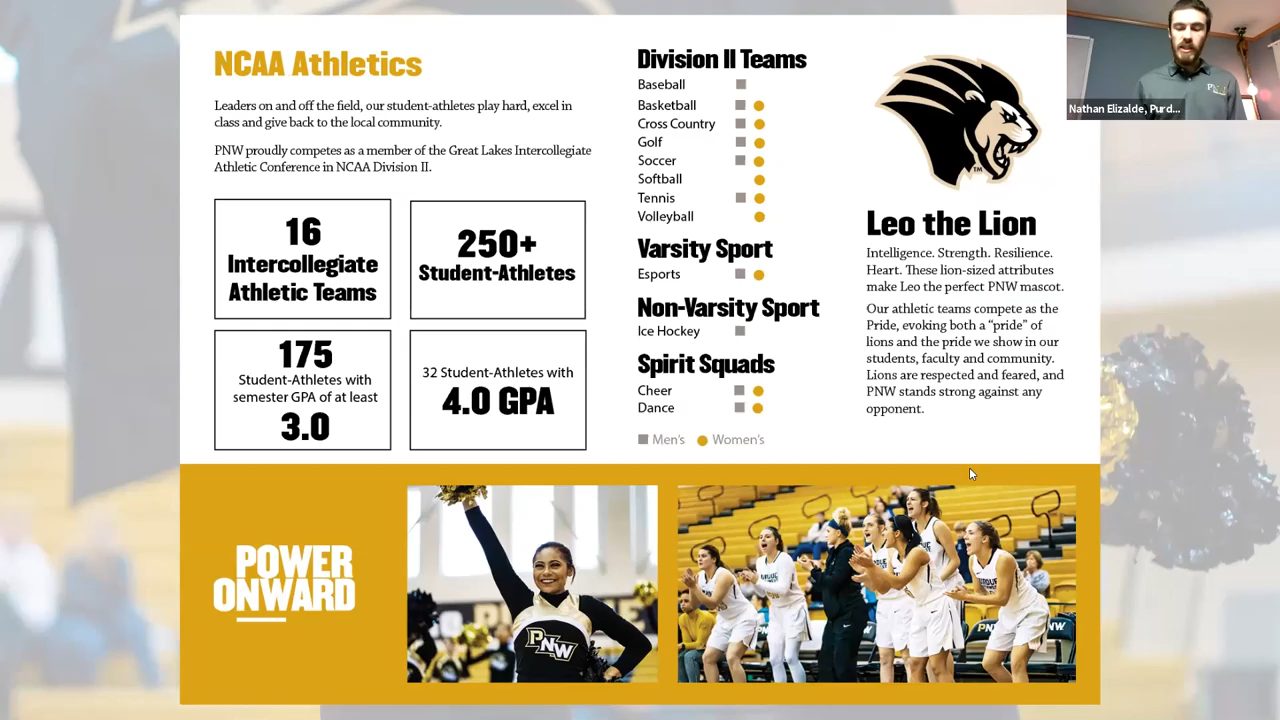 NCAA Athletics
Leaders on and off the field, our student-athletes play hard, excel in
class and give back to the local community.
PNW proudly competes as a member of the Great Lakes Intercollegiate
Athletic Conference in NCAA Division II.
16
Intercollegiate
Athletic Teams
250+
Student-Athletes
175
Student-Athletes with
semester GPA of at least
3.0
32 Student-Athletes with
4.0 GPA
Division II Teams
Baseball
Basketball
Cross Country
Golf
Soccer
Softball
Tennis
Volleyball
Varsity Sport
Esports
Non-Varsity Sport
Ice Hockey
Spirit Squads
Cheer
Dance
Men's
Women's
TM
Leo the Lion
Intelligence. Strength. Resilience.
Heart. These lion-sized attributes
make Leo the perfect PNW mascot.
Our athletic teams compete as the
Pride, evoking both a “pride” of
lions and the pride we show in our
students, faculty and community.
Lions are respected and feared, and
PNW stands strong against any
opponent.
Nathan Elizalde, Purd...
POWER
ONWARD
PNW
PNW